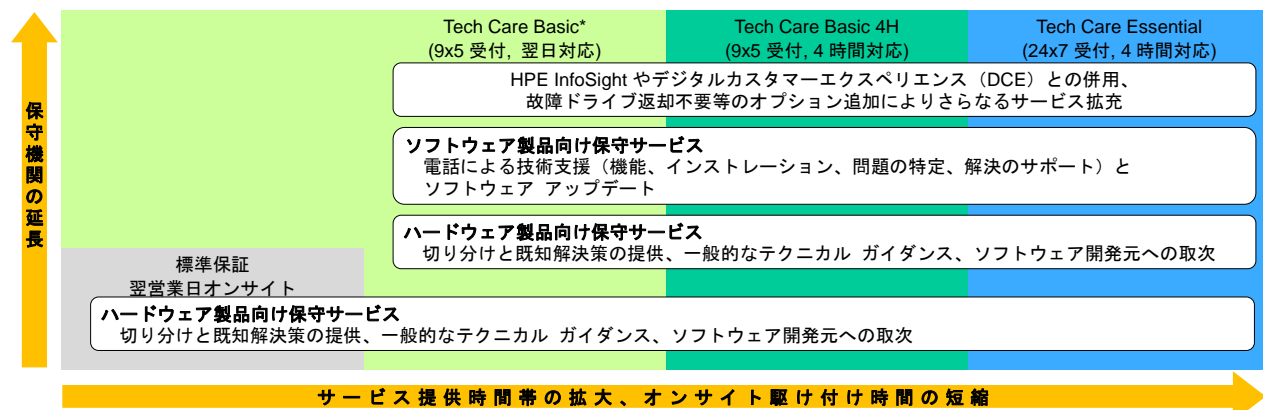 Tech Care Basic*
(9x5 受付, 翌日対応)
Tech Care Basic 4H
(9x5 受付, 4 時間対応)
Tech Care Essential
(24x7 受付, 4 時間対応)
HPE InfoSight やデジタルカスタマーエクスペリエンス（DCE）との併用、
故障ドライブ返却不要等のオプション追加によりさらなるサービス拡充
保守機関の延長
ソフトウェア製品向け保守サービス
電話による技術支援（機能、インストレーション、問題の特定、解決のサポート）と
ソフトウェア アップデート
ハードウェア製品向け保守サービス
切り分けと既知解決策の提供、一般的なテクニカル ガイダンス、ソフトウェア開発元への取次
標準保証
翌営業日オンサイト
ハードウェア製品向け保守サービス
切り分けと既知解決策の提供、一般的なテクニカル ガイダンス、ソフトウェア開発元への取次
サービス提供時間帯の拡大、オンサイト駆け付け時間の短縮